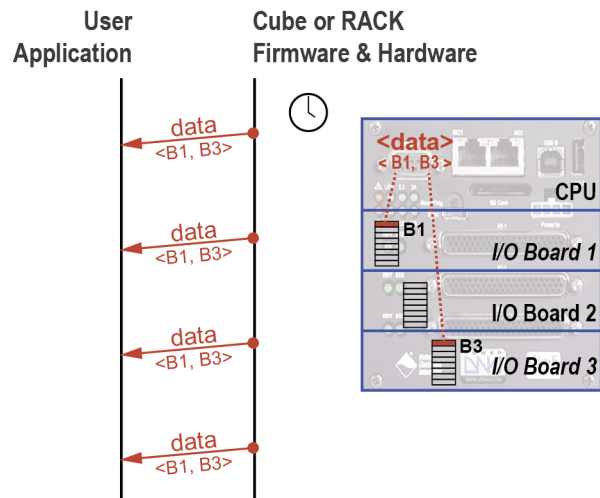 User
Application
Cube or RACK
Firmware & Hardware
data
<B1, B3>
data
<B1, B3>
data
<B1, B3>
data
<B1, B3>
<data>
< B1, B3 >
CPU
B1
I/O Board 1
I/O Board 2
B3
I/O Board 3